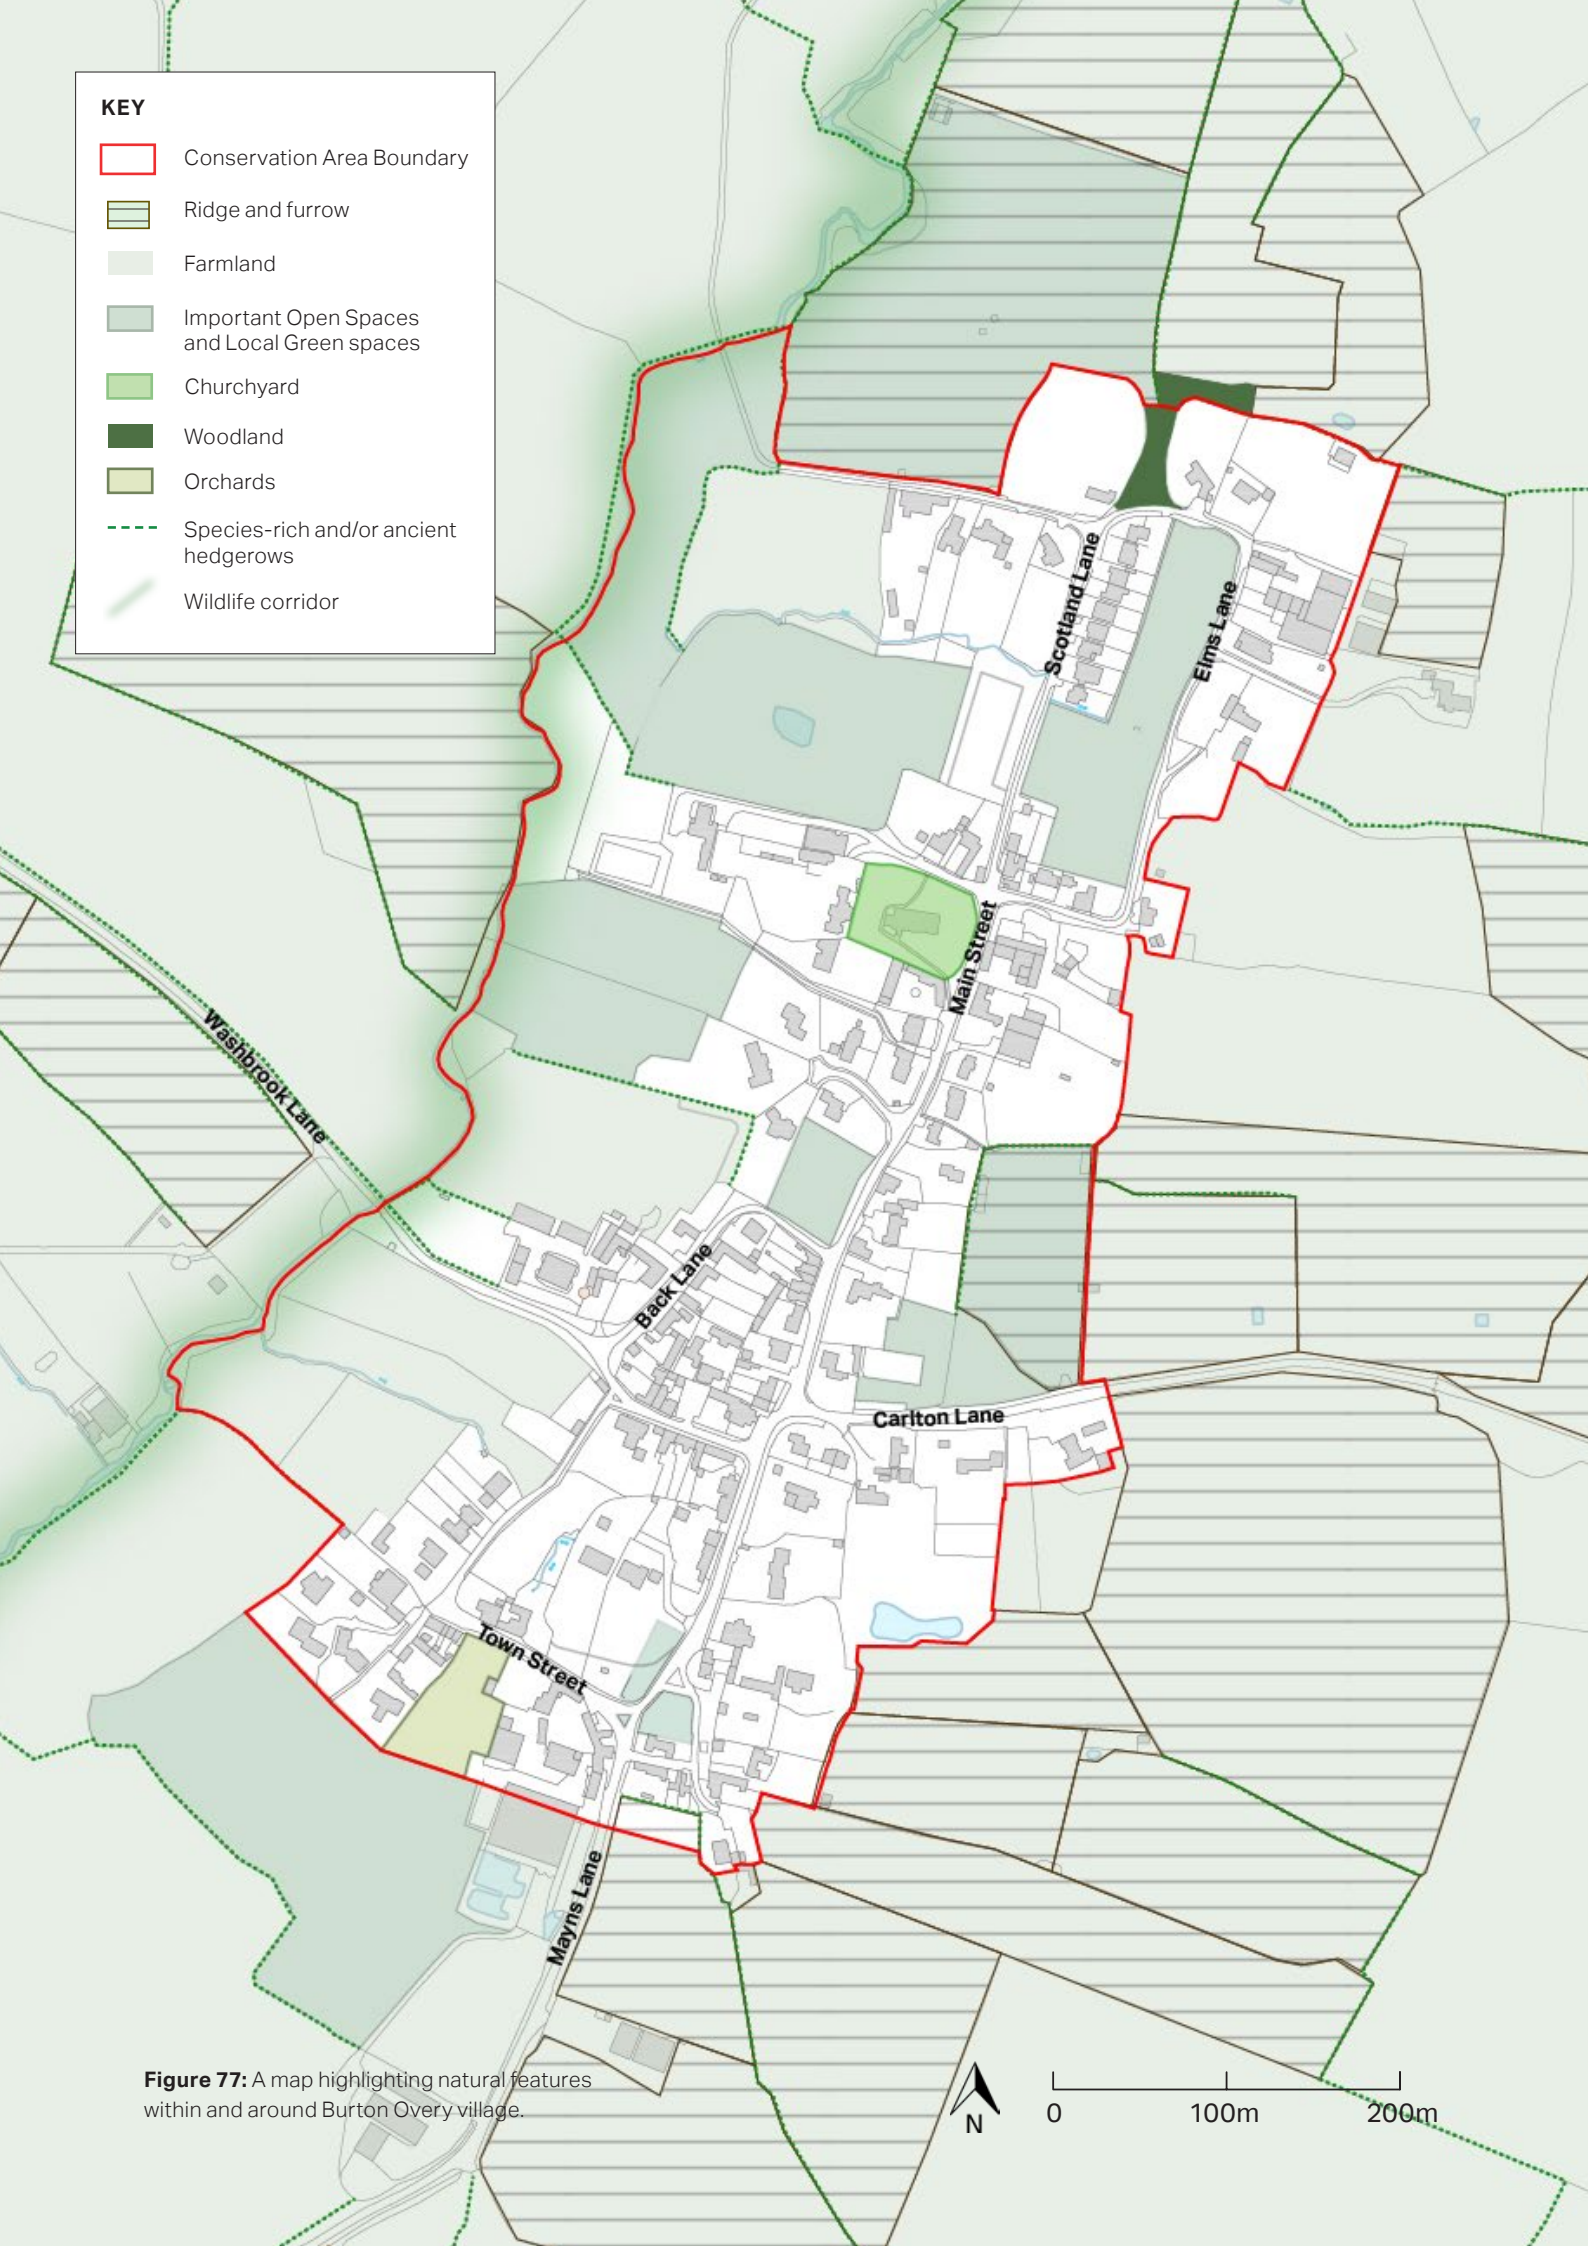 KEY
Conservation Area Boundary
Ridge and furrow
Farmland
Important Open Spaces
and Local Green spaces
Churchyard
Woodland
Orchards
Species-rich and/or ancient
hedgerows
Wildlife corridor
Scotland Lane
Elms Lane
Main Street
Washbrook Lane
Back Lane
Carlton Lane
Town Street
Mayns Lane
Figure 77: A map highlighting natural features
within and around Burton Overy village.
N
0 100m 200m